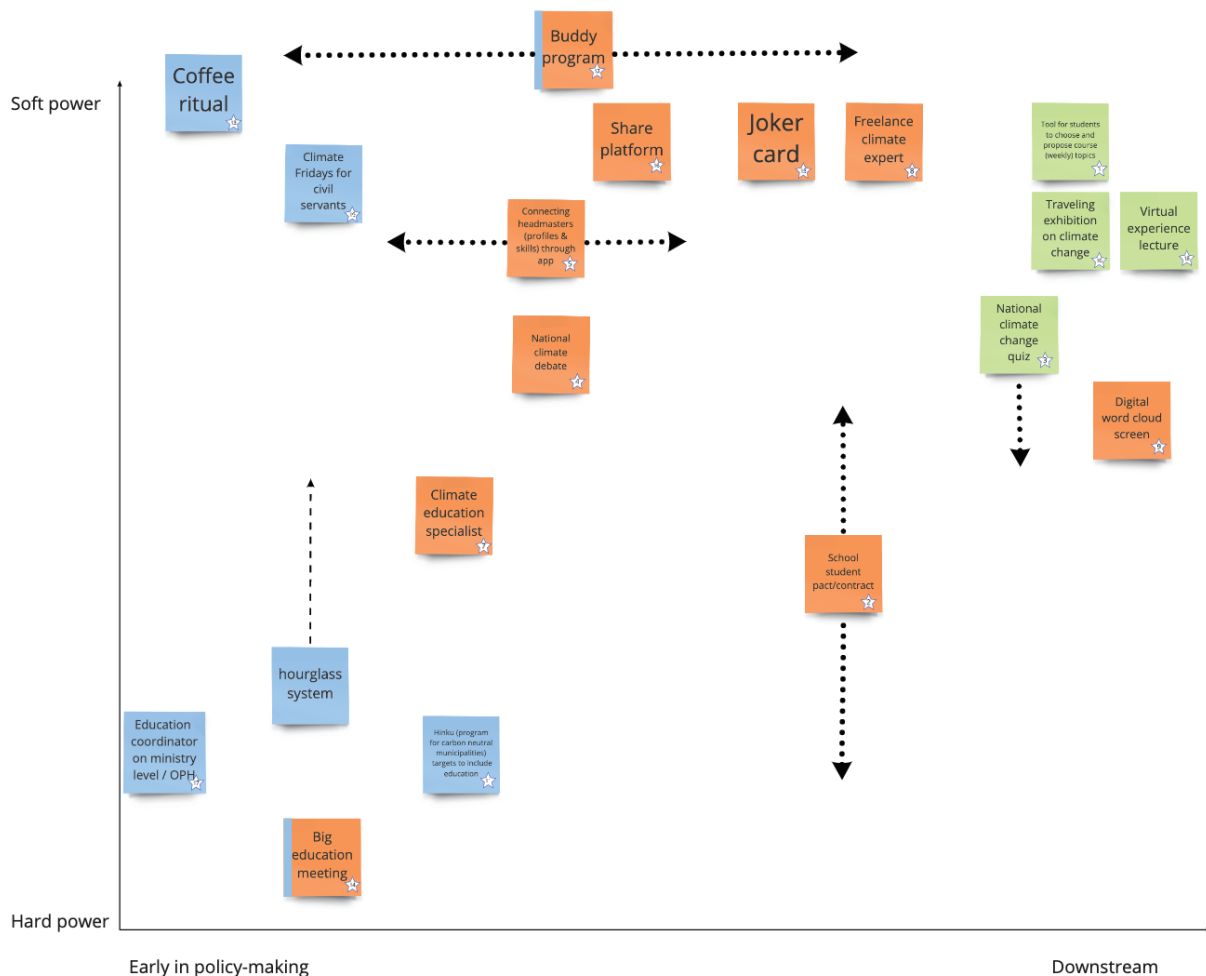 Buddy
program
Coffee
ritual
Soft power
Share
platform
Joker
card
Freelance
climate
expert
Tool for students
to choose and
propose course
(weekly) topics
Climate
Fridays for
civil
servants
Connecting
headmasters
(profiles &
skills) through
app
Traveling
exhibition
on climate
change
Virtual
experience
lecture
National
climate
debate
National
climate
change
quiz
Digital
word cloud
screen
Climate
education
specialist
School
student
pact/contract
hourglass
system
Education
coordinator
on ministry
level / OPH
Hinku (program
for carbon neutral
municipalities)
targets to include
education
Big
education
meeting
Hard power
Early in policy-making
Downstream